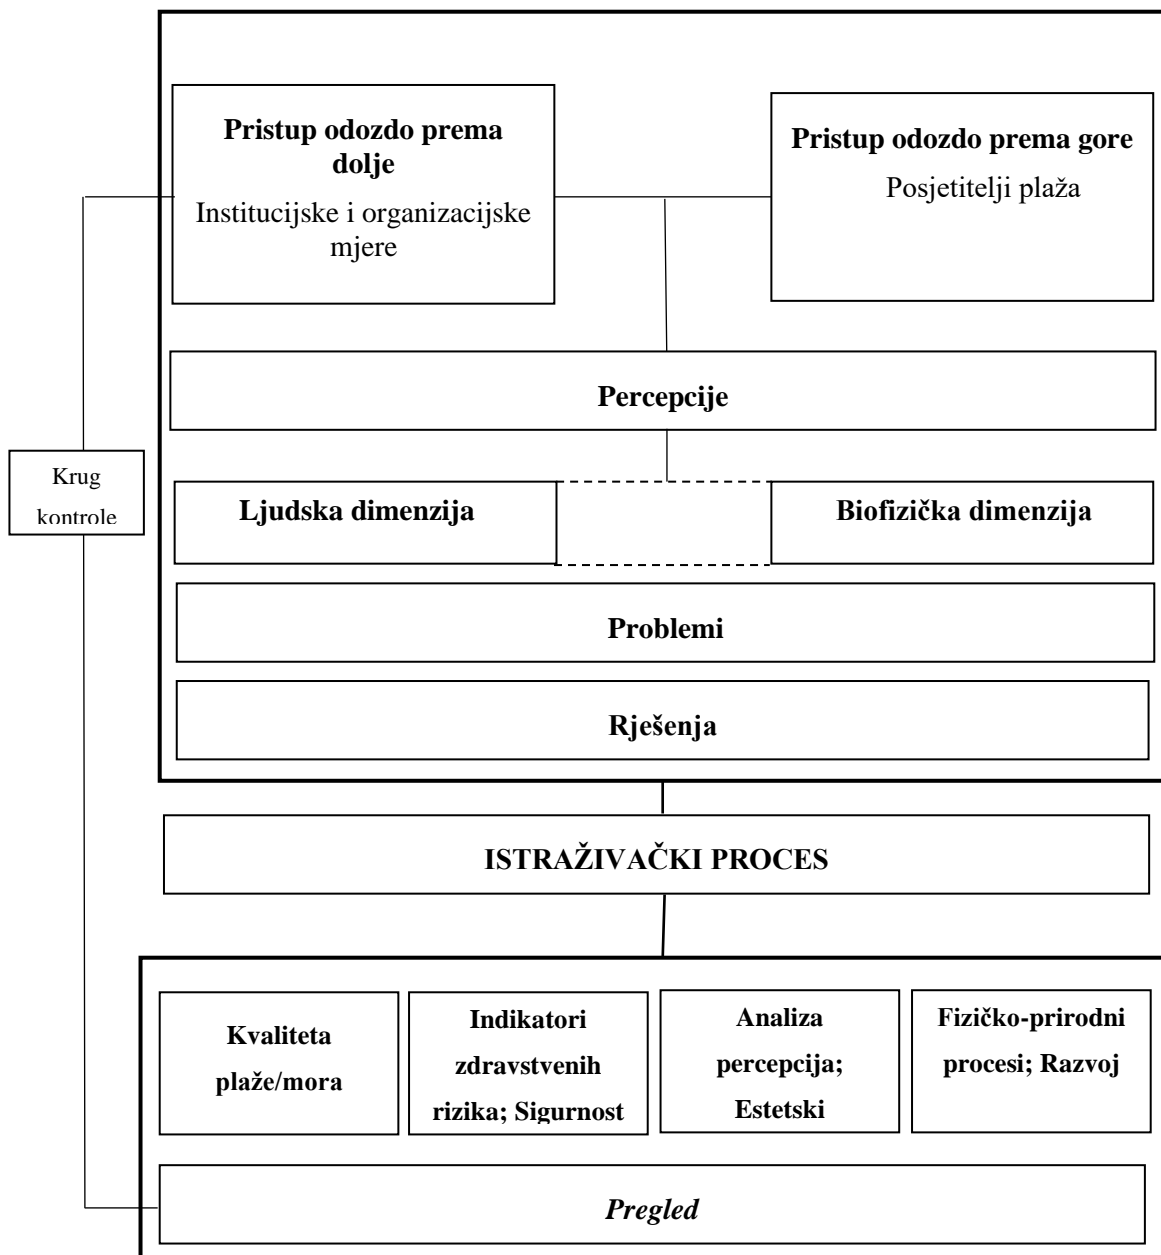 Pristup odozdo prema
dolje
Institucijske i organizacijske
mjere
Pristup odozdo prema gore
Posjetitelji plaža
Percepcije
Krug
kontrole
Ljudska dimenzija
Biofizička dimenzija
Problemi
Rješenja
ISTRAŽIVAČKI PROCES
Kvaliteta
plaže/mora
Indikatori
zdravstvenih
rizika; Sigurnost
Analiza
percepcija;
Estetski
Fizičko-prirodni
procesi; Razvoj
Pregled